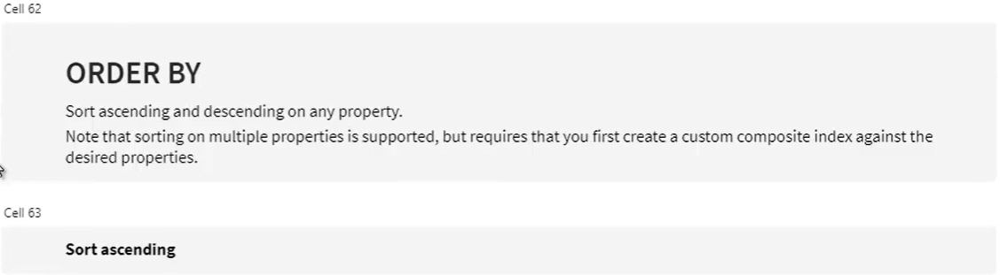 Cell 62
ORDER BY
Sort ascending and descending on any property.
Note that sorting on multiple properties is supported, but requires that you first create a custom composite index against the
desired properties.
Cell 63
Sort ascending